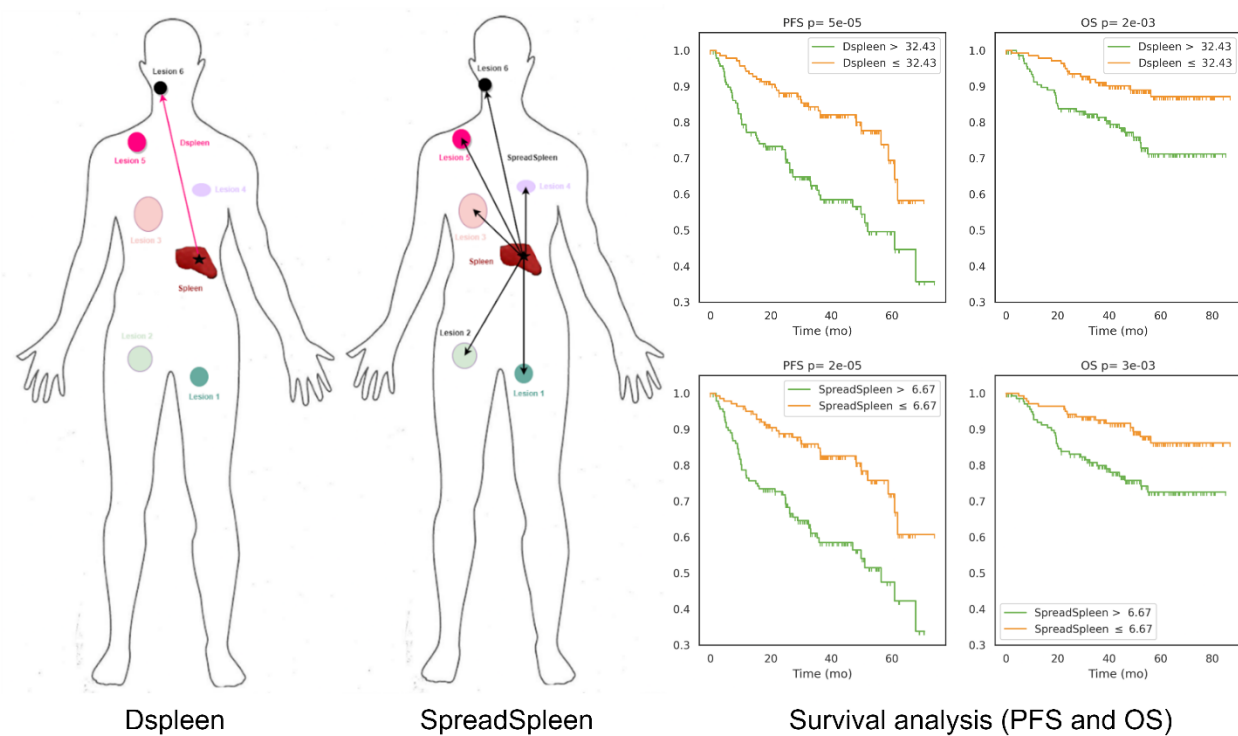 Lesion 6
Dspleen
Lesion 5
Lesion 4
Lesion 3
Spleen
Lesion 2
Lesion 1
Dspleen
Lesion 6
SpreadSpleen
Lesion 5
Lesion 4
Lesion 3
Spleen
Lesion 2
Lesion 1
SpreadSpleen
PFS p= 5e-05
Dspleen > 32.43
Dspleen ≤ 32.43
1.0
0.9
0.8
0.7
0.6
0.5
0.4
0.3
0 20 40 60
Time (mo)
OS p= 2e-03
Dspleen > 32.43
Dspleen ≤ 32.43
1.0
0.9
0.8
0.7
0.6
0.5
0.4
0.3
0 20 40 60 80
Time (mo)
PFS p= 2e-05
SpreadSpleen > 6.67
SpreadSpleen ≤ 6.67
1.0
0.9
0.8
0.7
0.6
0.5
0.4
0.3
0 20 40 60
Time (mo)
OS p= 3e-03
1.0
0.9
0.8
0.7
0.6
0.5
0.4
0.3
SpreadSpleen > 6.67
SpreadSpleen ≤ 6.67
0 20 40 60 80
Time (mo)
Survival analysis (PFS and OS)